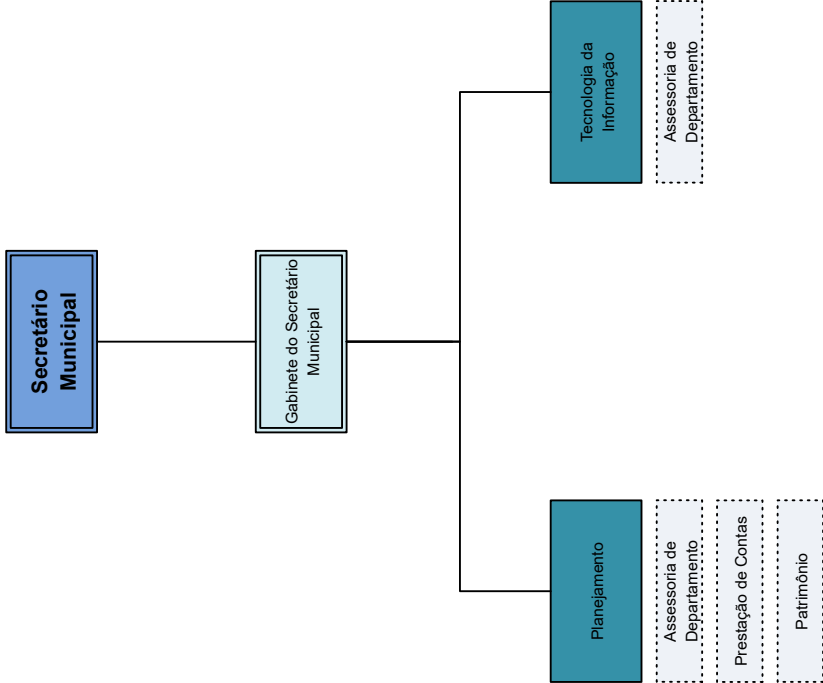 Secretário
Municipal
Gabinete do Secretário
Municipal
Planejamento
Assessoria de
Departamento
Prestação de Contas
Patrimônio
Tecnologia da
Informação
Assessoria de
Departamento